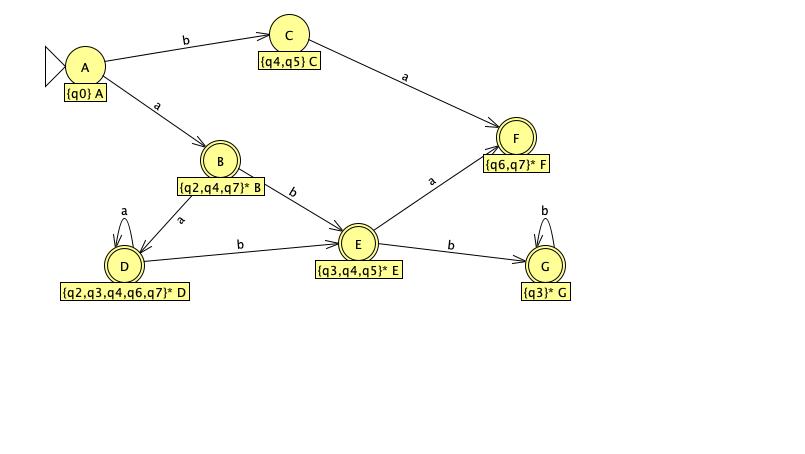 b
C
{q4,q5} C
A
{q0} A
a
a
F
{q6,q7}* F
B
{q2,q4,q7}* B
b
a
a
a
b
E
{q3,q4,q5}* E
b
b
D
{q2,q3,q4,q6,q7}* D
G
{q3}* G